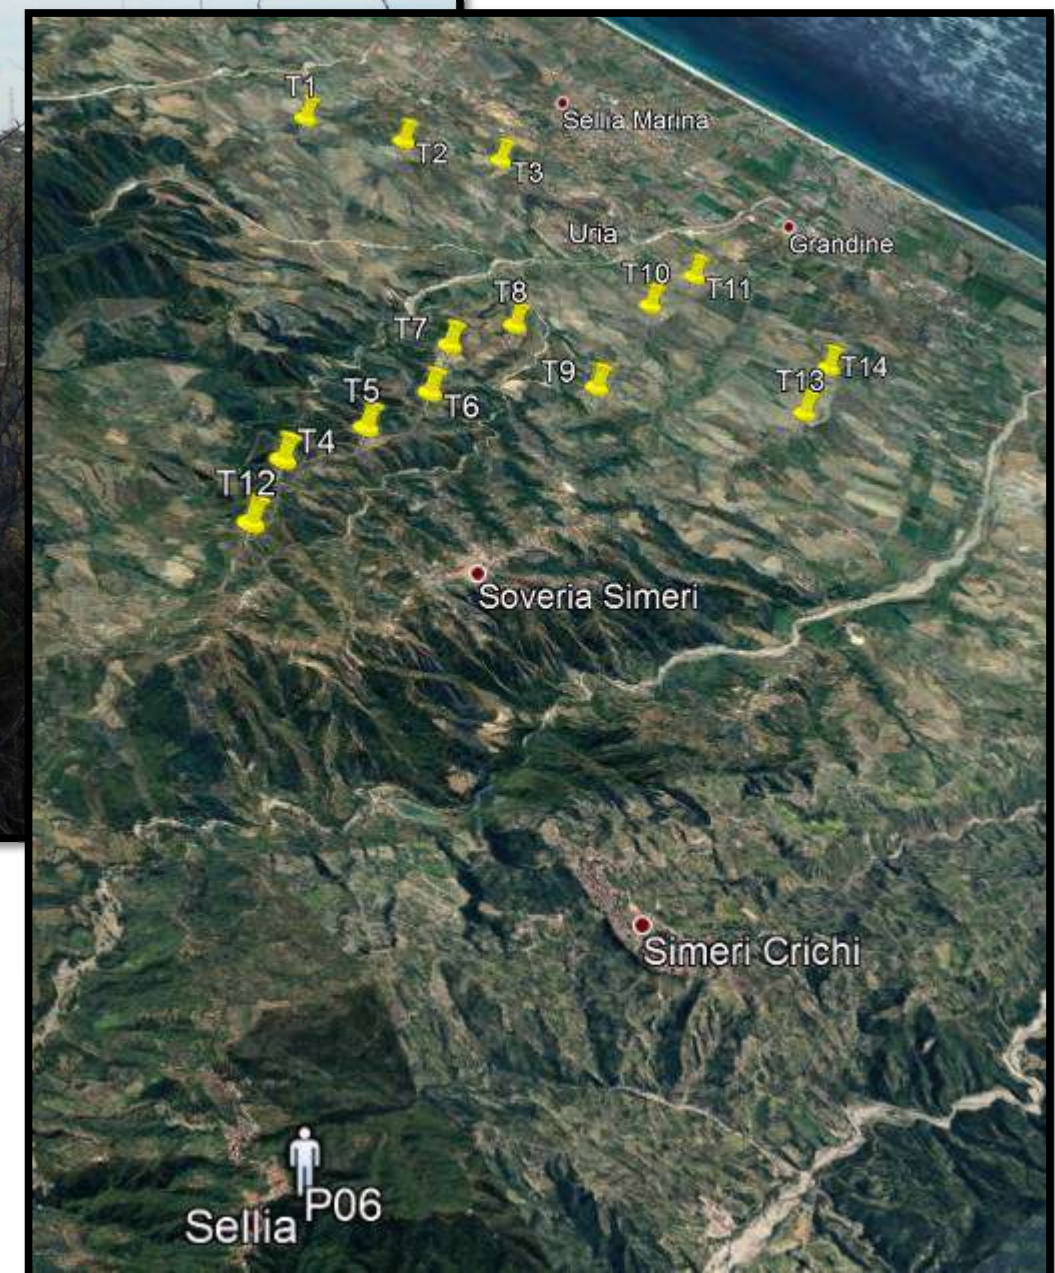 T1
Sellia Marina
T2
T3
Uria
Grandine
T10
T11
T8
T7
T9
T14
T13
T5
T6
T4
T12
Soveria Simeri
Simeri Crichi
P06
Sellia